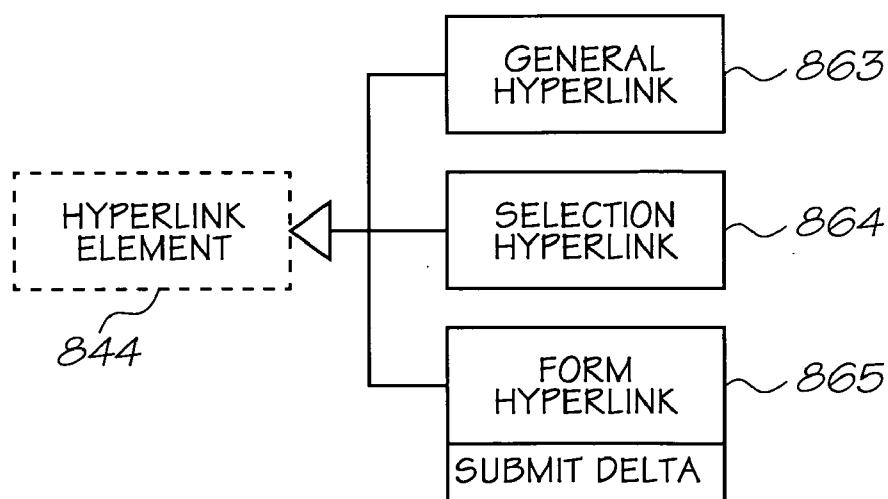 GENERAL
HYPERLINK
863
HYPERLINK
ELEMENT
844
SELECTION
HYPERLINK
864
FORM
HYPERLINK
865
SUBMIT DELTA